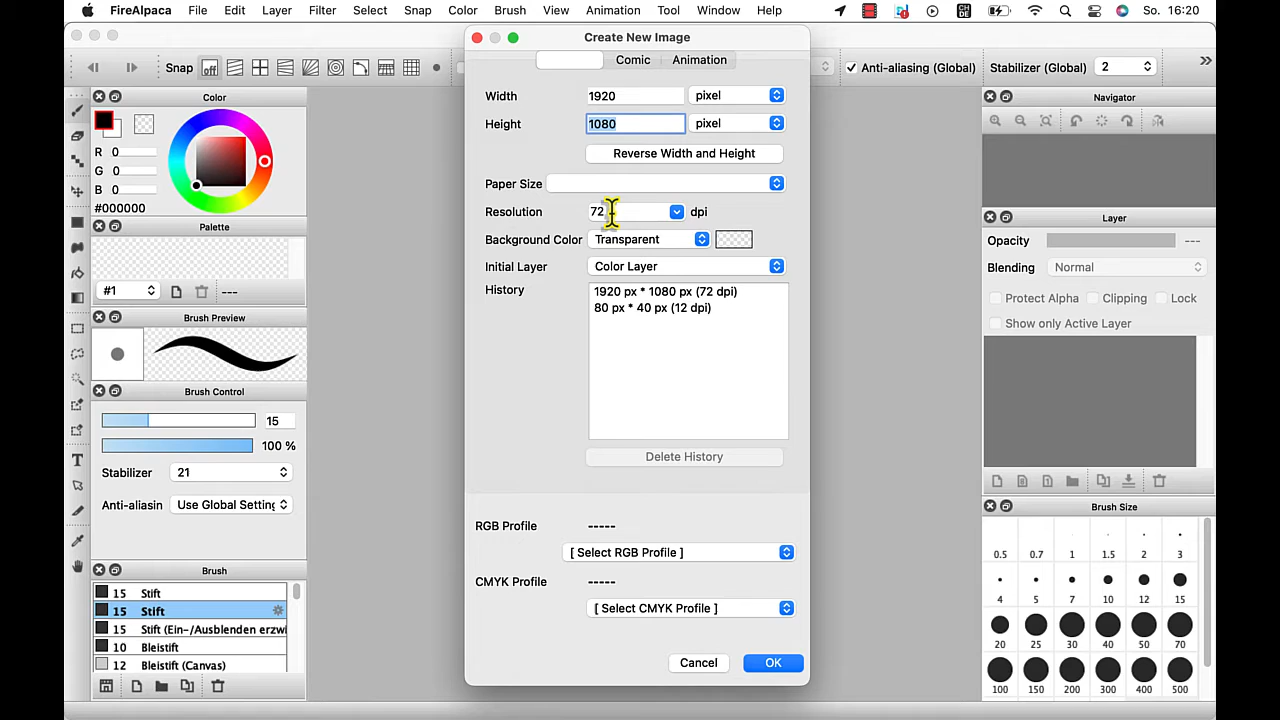 FireAlpaca File Edit Layer Filter Select Snap Color Brush View Animation Tool Window Help CH DE So. 16:20
Create New Image
Snap off Anti-aliasing (Global) Stabilizer (Global) 2
Comic Animation
Width 1920 pixel
Height 1080 pixel
Reverse Width and Height
Paper Size
Resolution 72 dpi
Background Color Transparent
Initial Layer Color Layer
History 1920 px * 1080 px (72 dpi)
80 px * 40 px (12 dpi)
Delete History
RGB Profile -----
[ Select RGB Profile ]
CMYK Profile -----
[ Select CMYK Profile ]
Cancel OK
Color
R 0
G 0
B 0
#000000
Palette
#1 ---
Brush Preview
Brush Control
15
100 %
Stabilizer 21
Anti-aliasin Use Global Setting
Brush
15 Stift
15 Stift
15 Stift (Ein-/Ausblenden erzwi
10 Bleistift
12 Bleistift (Canvas)
Navigator
Layer
Opacity ---
Blending Normal
Protect Alpha Clipping Lock
Show only Active Layer
Brush Size
0.5 0.7 1 1.5 2 3
4 5 7 10 12 15
20 25 30 40 50 70
100 150 200 300 400 500